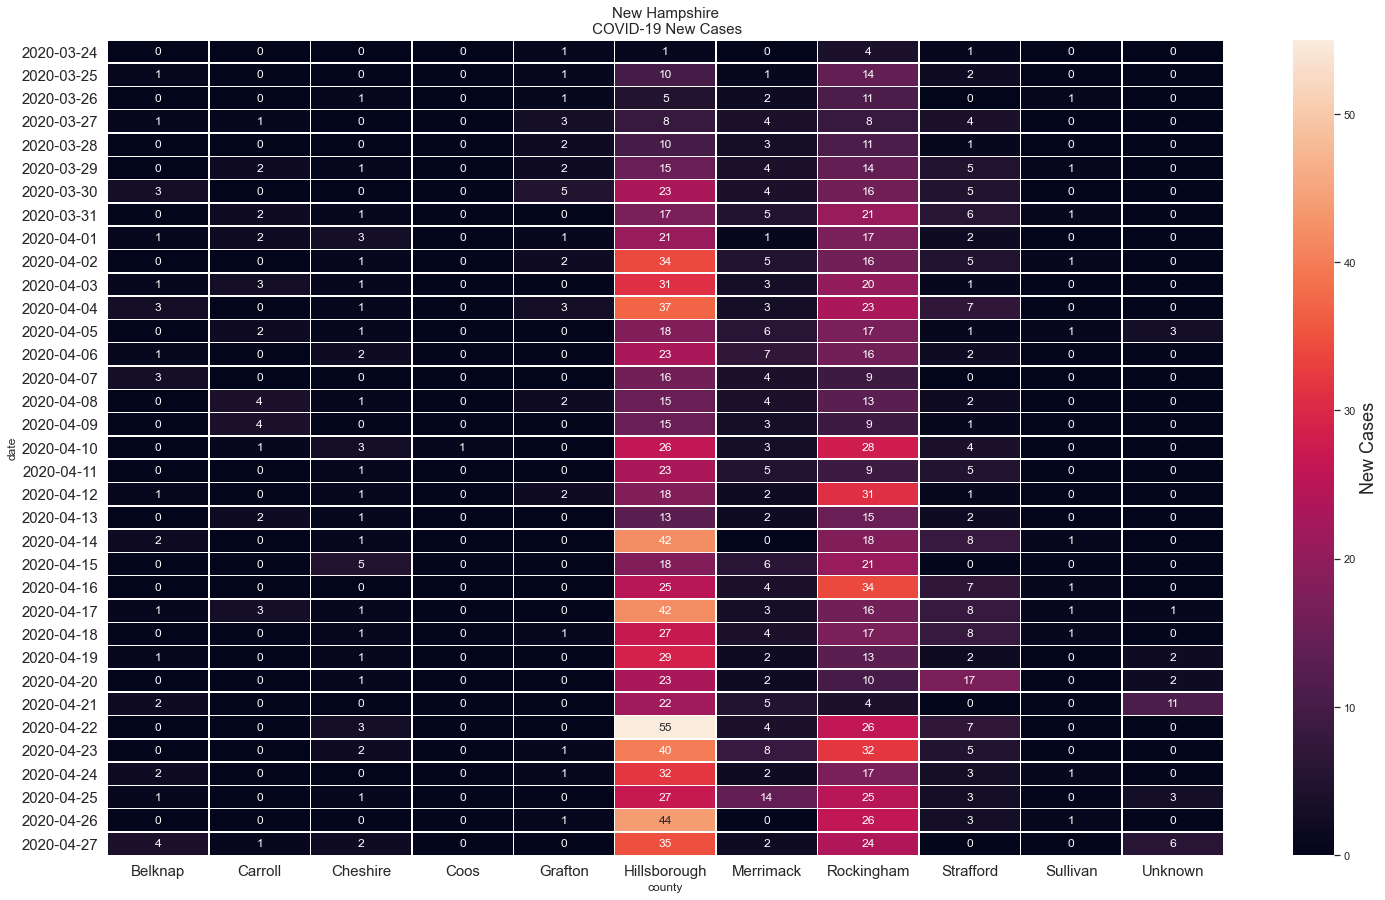 New Hampshire
COVID-19 New Cases
2020-03-24 0 0 0 0 1 1 0 4 1 0 0
2020-03-25 1 0 0 0 1 10 1 14 2 0 0
2020-03-26 0 0 1 0 1 5 2 11 0 1 0
2020-03-27 1 1 0 0 3 8 4 8 4 0 0
2020-03-28 0 0 0 0 2 10 3 11 1 0 0
2020-03-29 0 2 1 0 2 15 4 14 5 1 0
2020-03-30 3 0 0 0 5 23 4 16 5 0 0
2020-03-31 0 2 1 0 0 17 5 21 6 1 0
2020-04-01 1 2 3 0 1 21 1 17 2 0 0
2020-04-02 0 0 1 0 2 34 5 16 5 1 0
2020-04-03 1 3 1 0 0 31 3 20 1 0 0
2020-04-04 3 0 1 0 3 37 3 23 7 0 0
2020-04-05 0 2 1 0 0 18 6 17 1 1 3
2020-04-06 1 0 2 0 0 23 7 16 2 0 0
2020-04-07 3 0 0 0 0 16 4 9 0 0 0
2020-04-08 0 4 1 0 2 15 4 13 2 0 0
2020-04-09 0 4 0 0 0 15 3 9 1 0 0
2020-04-10 0 1 3 1 0 26 3 28 4 0 0
2020-04-11 0 0 1 0 0 23 5 9 5 0 0
2020-04-12 1 0 1 0 2 18 2 31 1 0 0
2020-04-13 0 2 1 0 0 13 2 15 2 0 0
2020-04-14 2 0 1 0 0 42 0 18 8 1 0
2020-04-15 0 0 5 0 0 18 6 21 0 0 0
2020-04-16 0 0 0 0 0 25 4 34 7 1 0
2020-04-17 1 3 1 0 0 42 3 16 8 1 1
2020-04-18 0 0 1 0 1 27 4 17 8 1 0
2020-04-19 1 0 1 0 0 29 2 13 2 0 2
2020-04-20 0 0 1 0 0 23 2 10 17 0 2
2020-04-21 2 0 0 0 0 22 5 4 0 0 11
2020-04-22 0 0 3 0 0 55 4 26 7 0 0
2020-04-23 0 0 2 0 1 40 8 32 5 0 0
2020-04-24 2 0 0 0 1 32 2 17 3 1 0
2020-04-25 1 0 1 0 0 27 14 25 3 0 3
2020-04-26 0 0 0 0 1 44 0 26 3 1 0
2020-04-27 4 1 2 0 0 35 2 24 0 0 6
Belknap Carroll Cheshire Coos Grafton Hillsborough Merrimack Rockingham Strafford Sullivan Unknown
county
date
50
40
30
20
10
0
New Cases